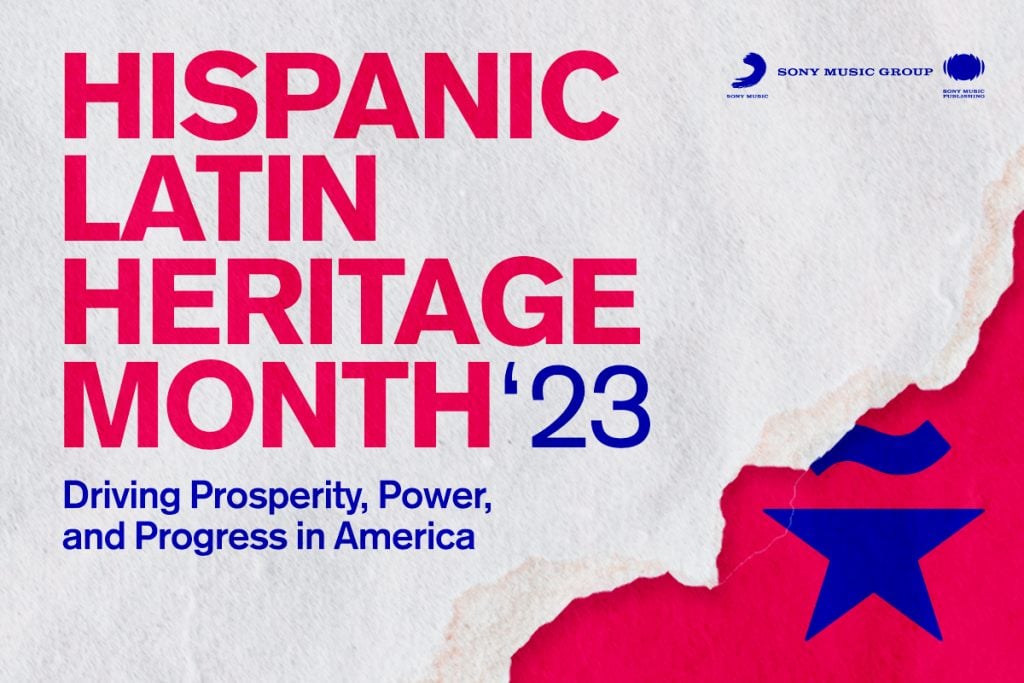 HISPANIC
LATIN
HERITAGE
MONTH ‘23
Driving Prosperity, Power,
and Progress in America
SONY MUSIC
SONY MUSIC GROUP
SONY MUSIC
PUBLISHING